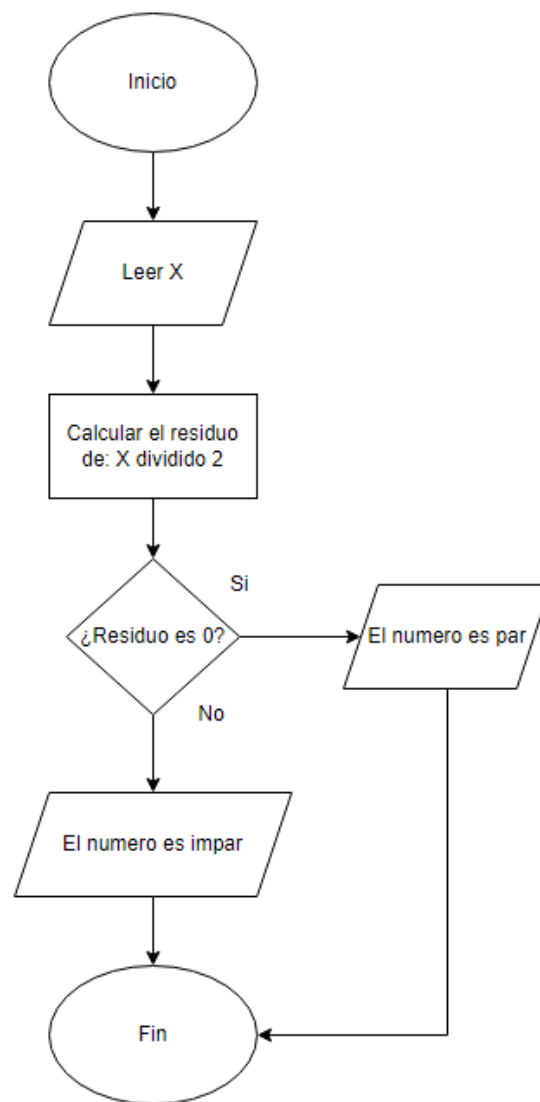 Inicio
Leer X
Calcular el residuo
de: X dividido 2
Si
¿Residuo es 0?
El numero es par
No
El numero es impar
Fin